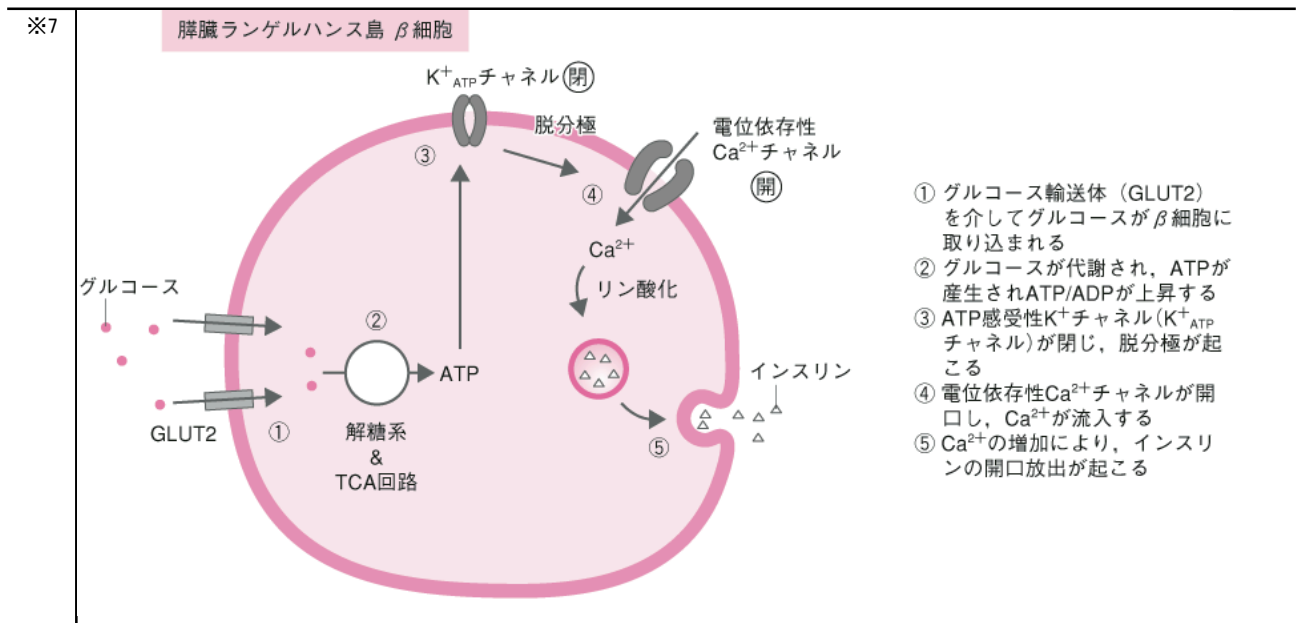 ※7
膵臓ランゲルハンス島 β細胞
K⁺ATPチャネル閉
脱分極
電位依存性
Ca²⁺チャネル
開
③
④
Ca²⁺
リン酸化
グルコース
②
ATP
GLUT2
①
解糖系
&
TCA回路
インスリン
⑤
① グルコース輸送体（GLUT2）
を介してグルコースがβ細胞に
取り込まれる
② グルコースが代謝され，ATPが
産生されATP/ADPが上昇する
③ ATP感受性K⁺チャネル（K⁺ATP
チャネル）が閉じ，脱分極が起
こる
④ 電位依存性Ca²⁺チャネルが開
口し，Ca²⁺が流入する
⑤ Ca²⁺の増加により，インスリ
ンの開口放出が起こる